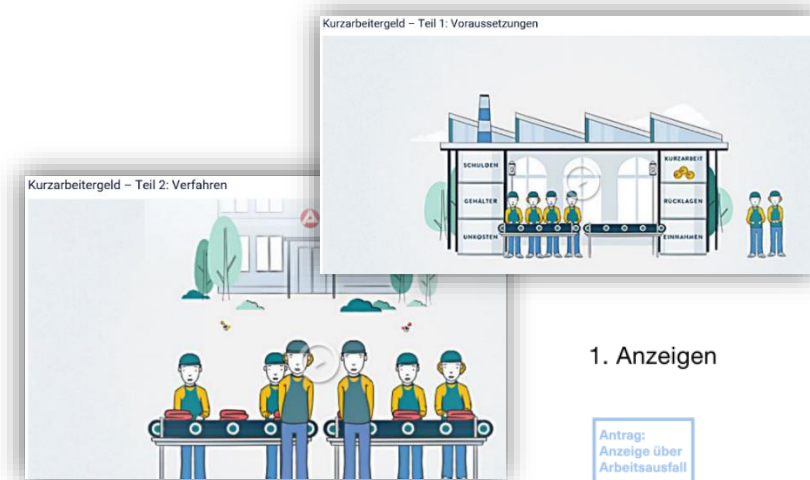 Kurzarbeitergeld – Teil 1: Voraussetzungen
SCHULDEN
GEHÄLTER
UNKOSTEN
KURZARBEIT
RÜCKLAGEN
EINNAHMEN
Kurzarbeitergeld – Teil 2: Verfahren
A
1. Anzeigen
Antrag:
Anzeige über
Arbeitsausfall